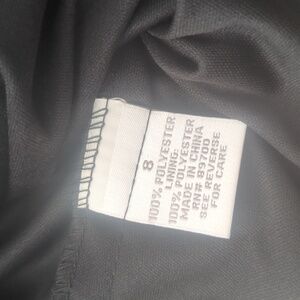 8
100% POLYESTER
LINING:
100% POLYESTER
MADE IN CHINA
RN# 89700
SEE REVERSE
FOR CARE